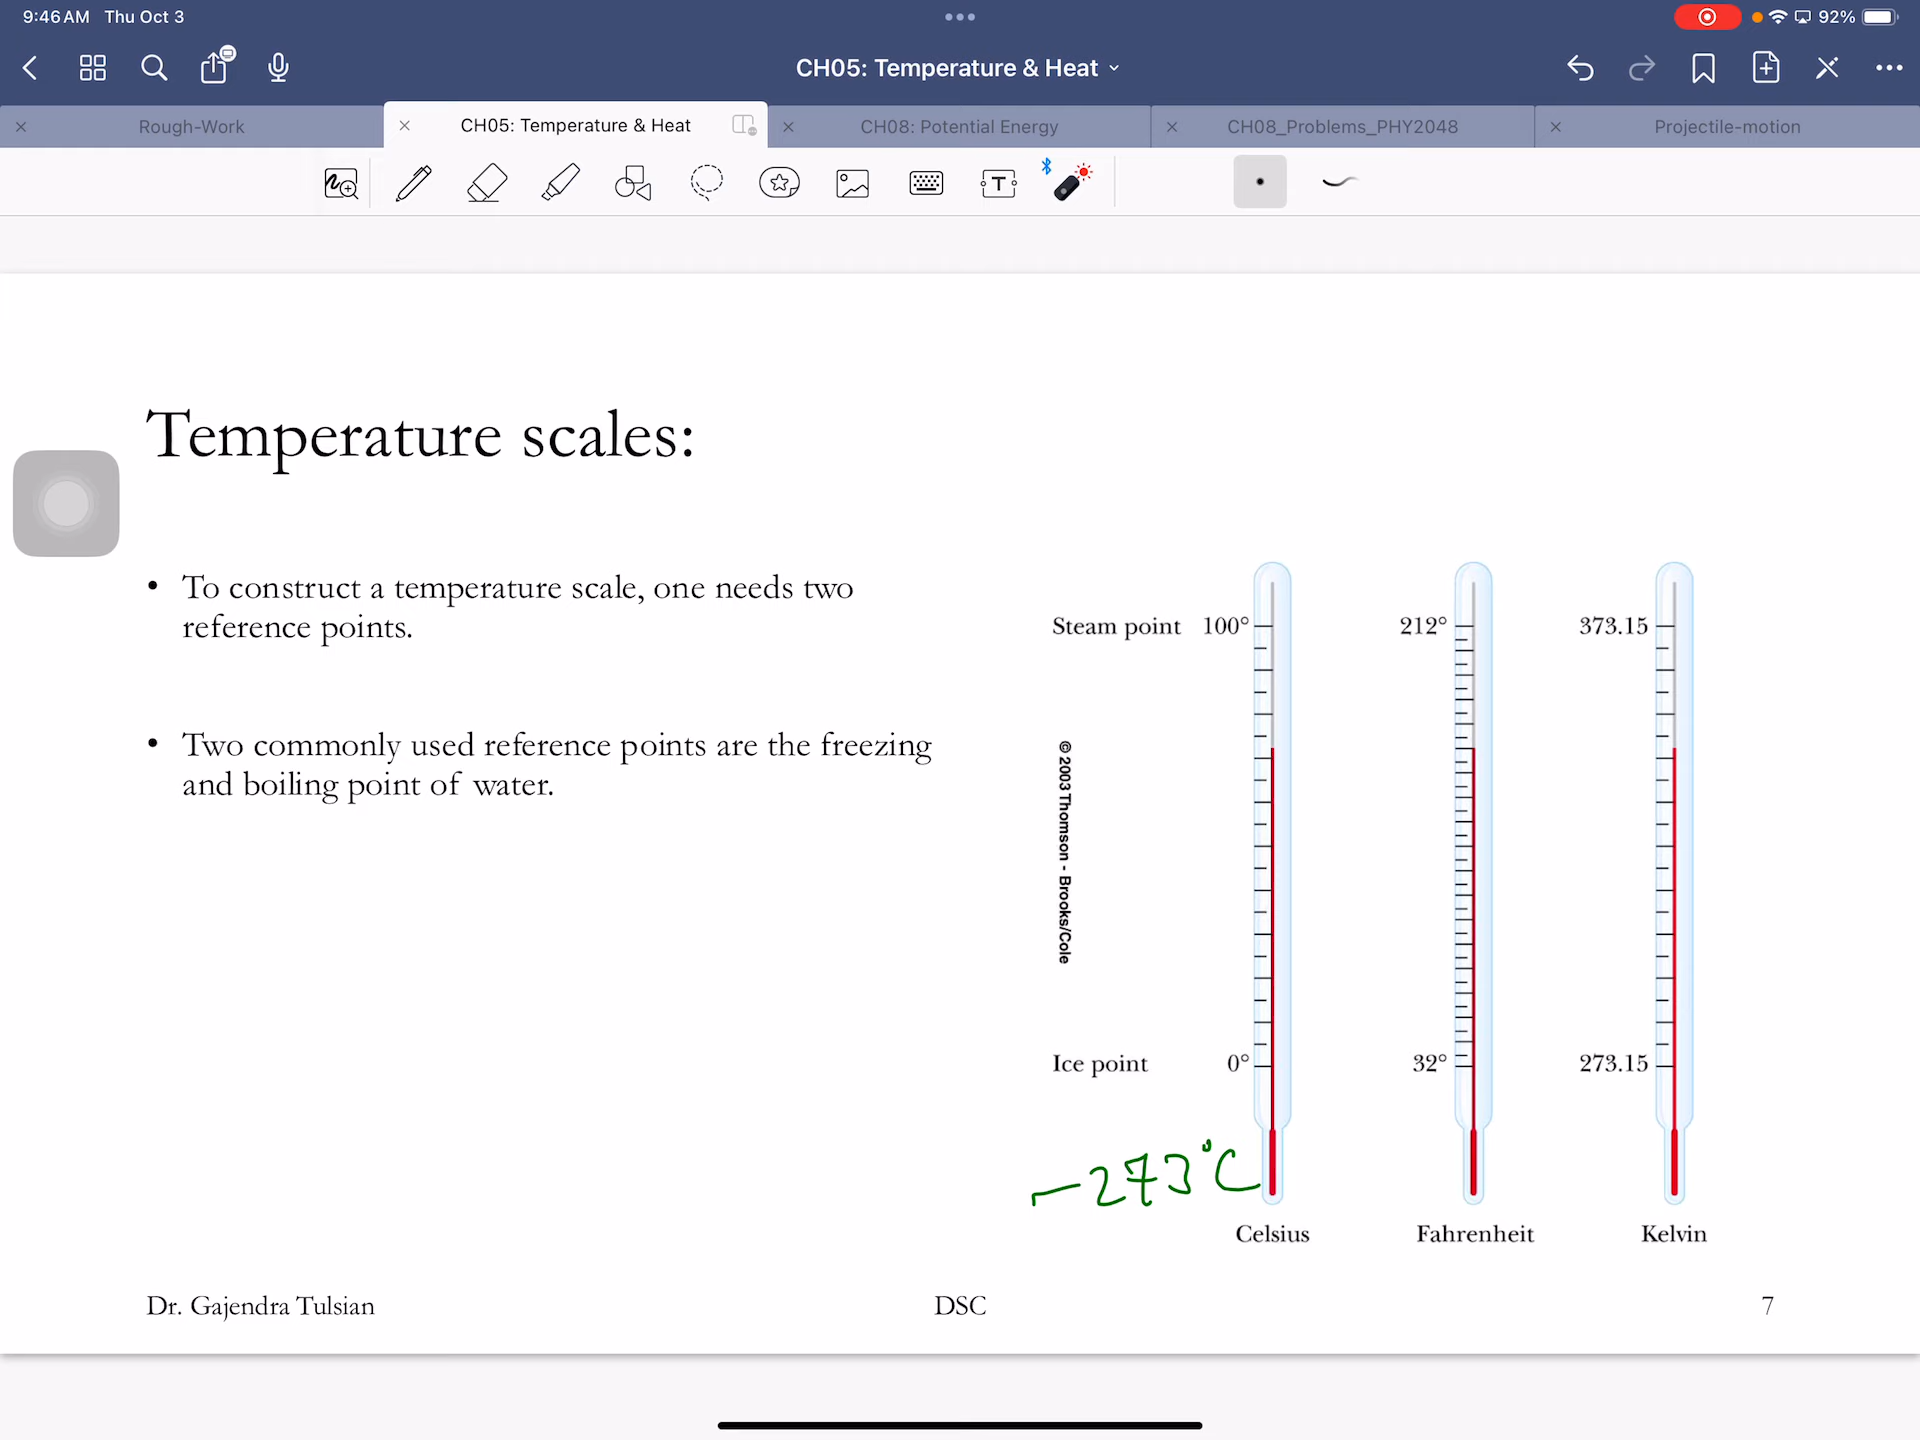 9:46 AM Thu Oct 3
92%
CH05: Temperature & Heat
Rough-Work
CH05: Temperature & Heat
CH08: Potential Energy
CH08_Problems_PHY2048
Projectile-motion
Temperature scales:
• To construct a temperature scale, one needs two
reference points.
• Two commonly used reference points are the freezing
and boiling point of water.
Steam point 100° 212° 373.15
© 2003 Thomson - Brooks/Cole
Ice point 0° 32° 273.15
-273°C
Celsius Fahrenheit Kelvin
Dr. Gajendra Tulsian DSC 7